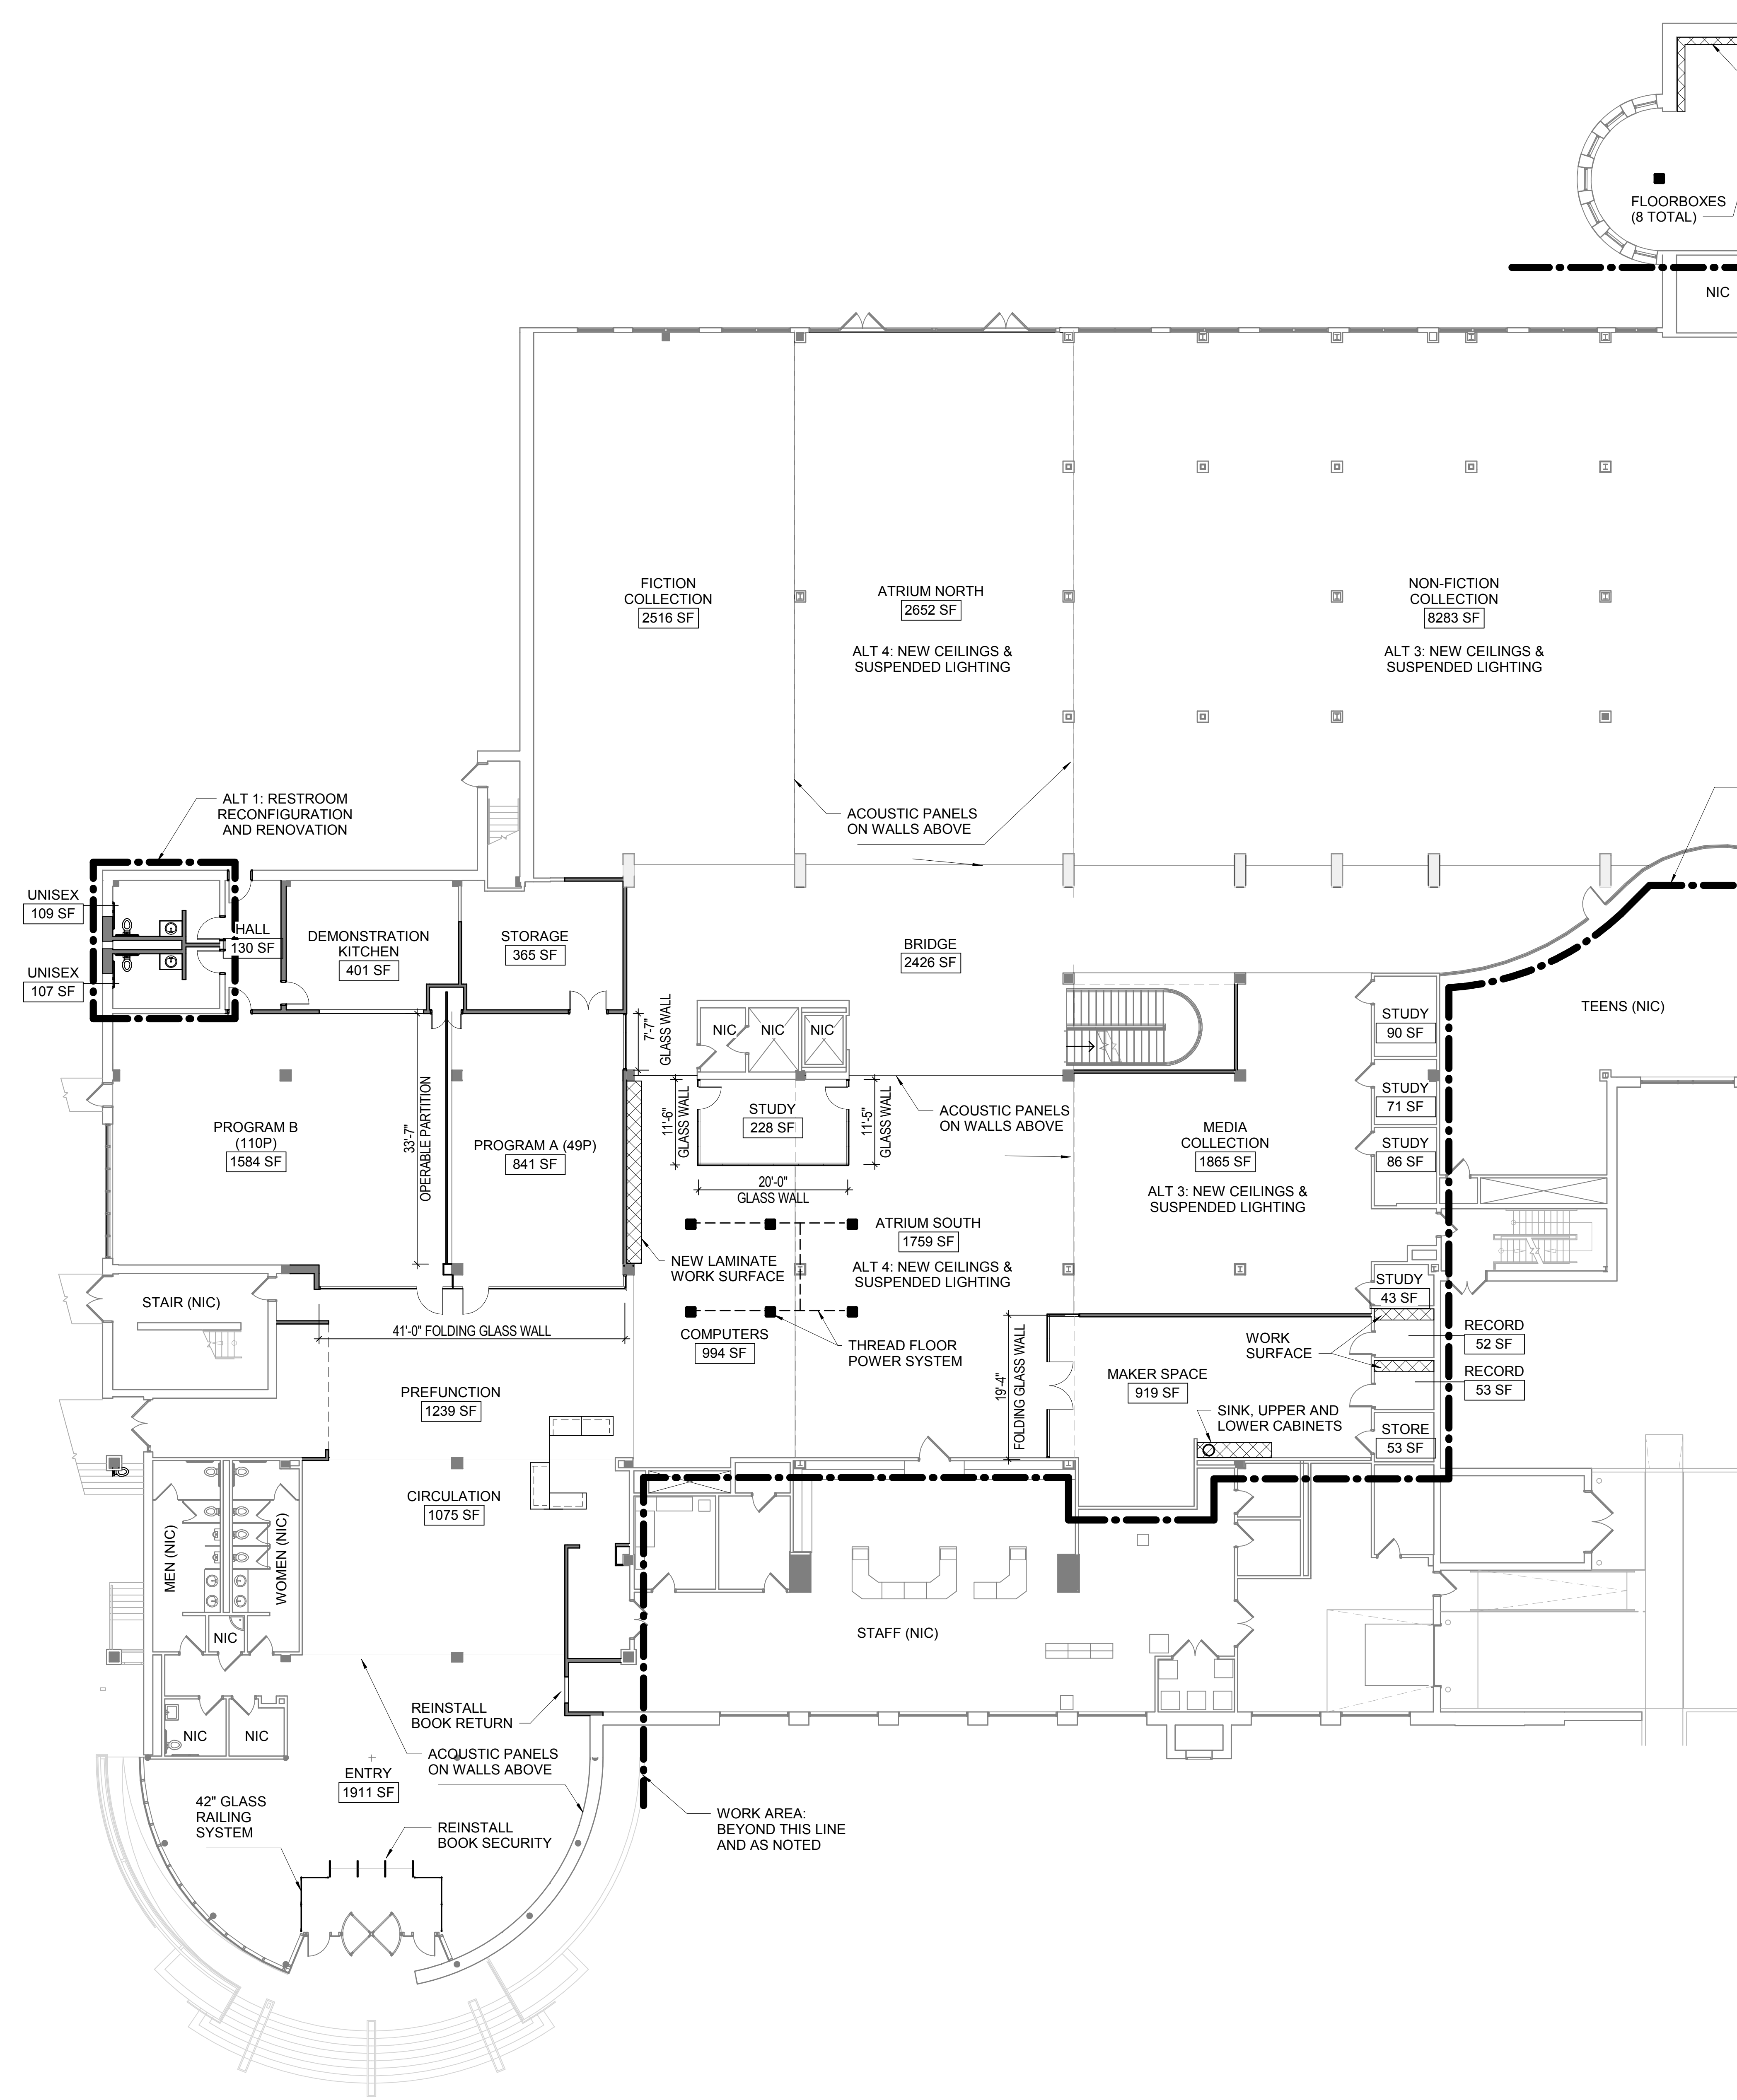 FLOORBOXES
(8 TOTAL)
NIC
FICTION
COLLECTION
2516 SF
ATRIUM NORTH
2652 SF
ALT 4: NEW CEILINGS &
SUSPENDED LIGHTING
NON-FICTION
COLLECTION
8283 SF
ALT 3: NEW CEILINGS &
SUSPENDED LIGHTING
ALT 1: RESTROOM
RECONFIGURATION
AND RENOVATION
ACOUSTIC PANELS
ON WALLS ABOVE
UNISEX
109 SF
HALL
130 SF
UNISEX
107 SF
DEMONSTRATION
KITCHEN
401 SF
STORAGE
365 SF
BRIDGE
2426 SF
TEENS (NIC)
7'-7"
GLASS WALL
NIC
NIC
NIC
STUDY
90 SF
STUDY
71 SF
STUDY
86 SF
PROGRAM B
(110P)
1584 SF
33'-7"
OPERABLE PARTITION
PROGRAM A (49P)
841 SF
11'-6"
GLASS WALL
STUDY
228 SF
11'-5"
GLASS WALL
20'-0"
GLASS WALL
ACOUSTIC PANELS
ON WALLS ABOVE
MEDIA
COLLECTION
1865 SF
ALT 3: NEW CEILINGS &
SUSPENDED LIGHTING
NEW LAMINATE
WORK SURFACE
ATRIUM SOUTH
1759 SF
ALT 4: NEW CEILINGS &
SUSPENDED LIGHTING
STAIR (NIC)
41'-0" FOLDING GLASS WALL
COMPUTERS
994 SF
THREAD FLOOR
POWER SYSTEM
STUDY
43 SF
WORK
SURFACE
RECORD
52 SF
RECORD
53 SF
19'-4"
FOLDING GLASS WALL
MAKER SPACE
919 SF
SINK, UPPER AND
LOWER CABINETS
STORE
53 SF
PREFUNCTION
1239 SF
CIRCULATION
1075 SF
MEN (NIC)
WOMEN (NIC)
NIC
STAFF (NIC)
REINSTALL
BOOK RETURN
NIC
NIC
ACOUSTIC PANELS
ON WALLS ABOVE
ENTRY
1911 SF
42" GLASS
RAILING
SYSTEM
REINSTALL
BOOK SECURITY
WORK AREA:
BEYOND THIS LINE
AND AS NOTED